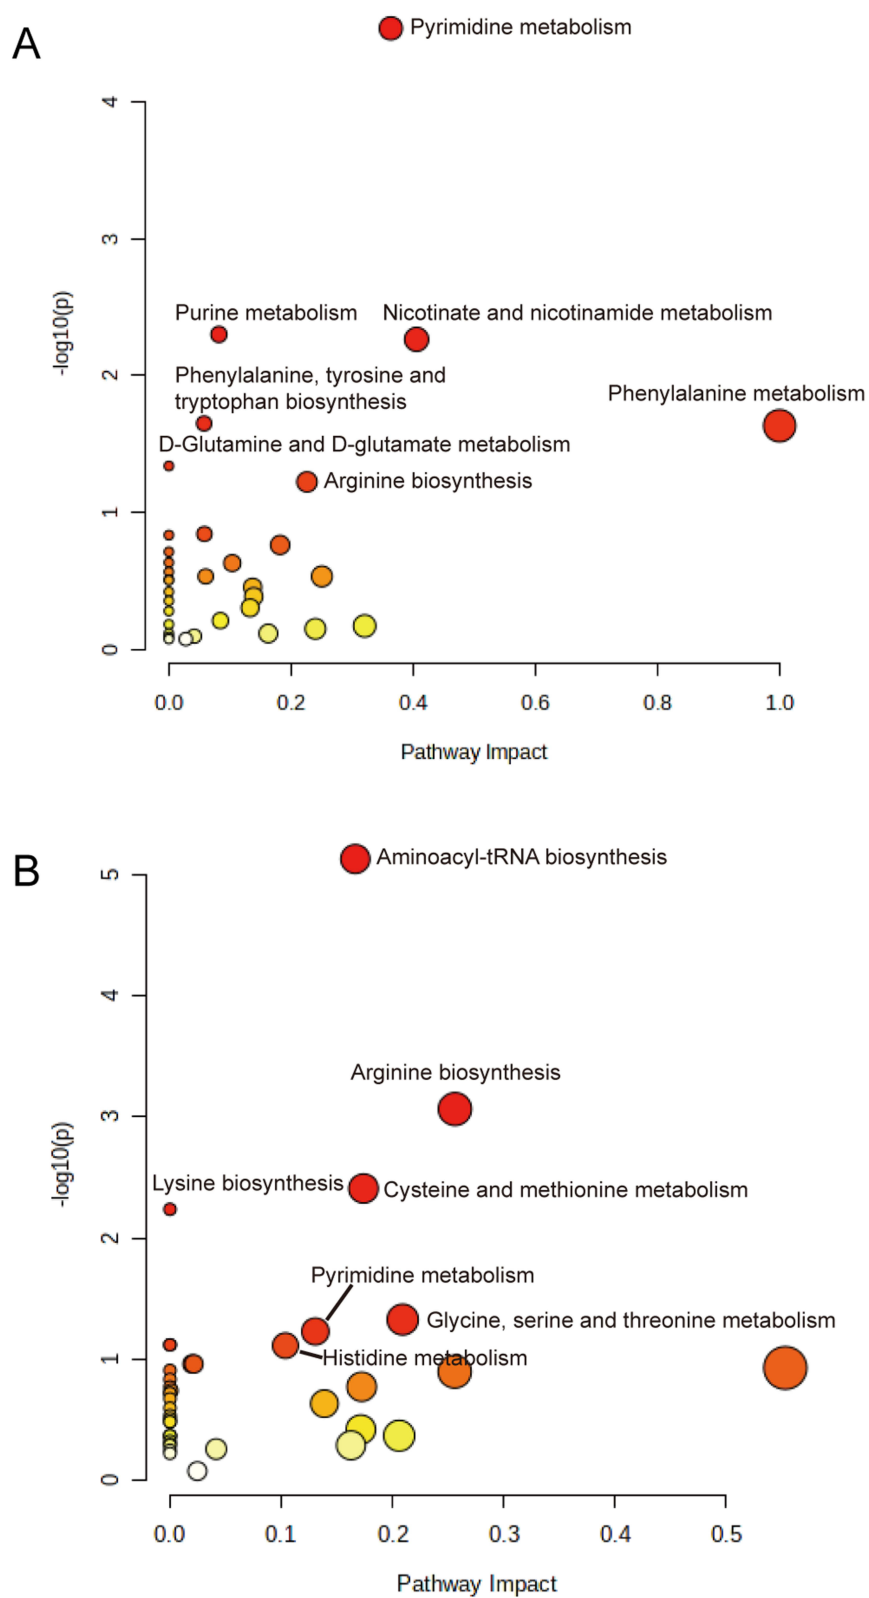 A
Pyrimidine metabolism
4
3
2
1
0
-log10(p)
Purine metabolism
Nicotinate and nicotinamide metabolism
Phenylalanine, tyrosine and
tryptophan biosynthesis
Phenylalanine metabolism
D-Glutamine and D-glutamate metabolism
Arginine biosynthesis
0.0 0.2 0.4 0.6 0.8 1.0
Pathway Impact
B
Aminoacyl-tRNA biosynthesis
5
4
3
2
1
0
-log10(p)
Arginine biosynthesis
Lysine biosynthesis
Cysteine and methionine metabolism
Pyrimidine metabolism
Glycine, serine and threonine metabolism
Histidine metabolism
0.0 0.1 0.2 0.3 0.4 0.5
Pathway Impact